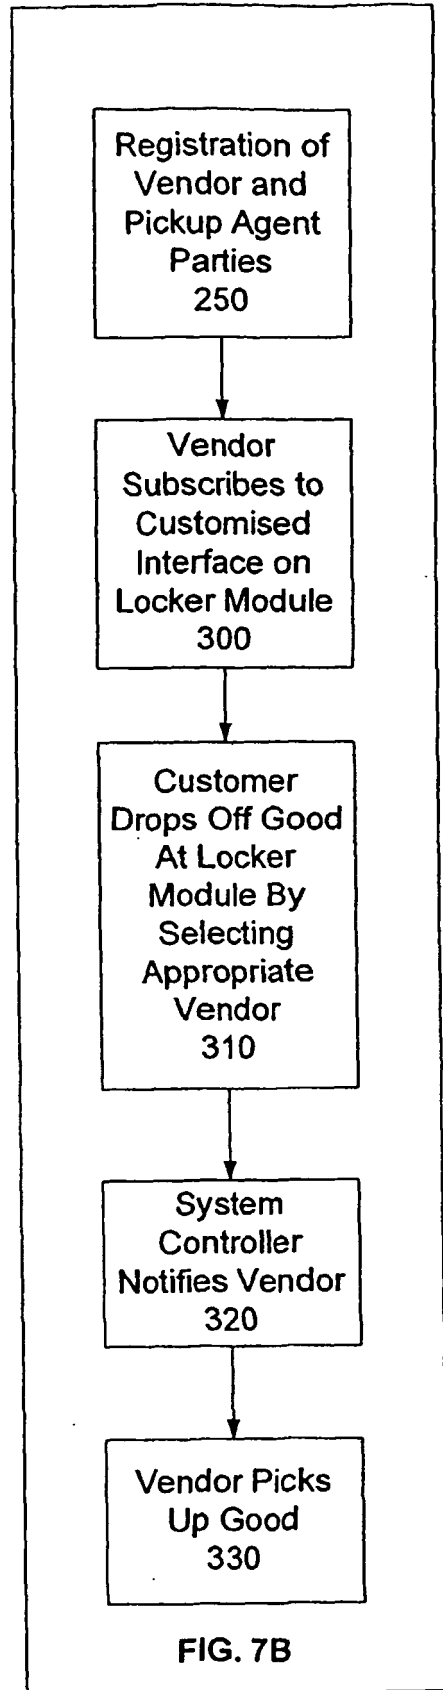 Registration of
Vendor and
Pickup Agent
Parties
250
Vendor
Subscribes to
Customised
Interface on
Locker Module
300
Customer
Drops Off Good
At Locker
Module By
Selecting
Appropriate
Vendor
310
System
Controller
Notifies Vendor
320
Vendor Picks
Up Good
330
FIG. 7B